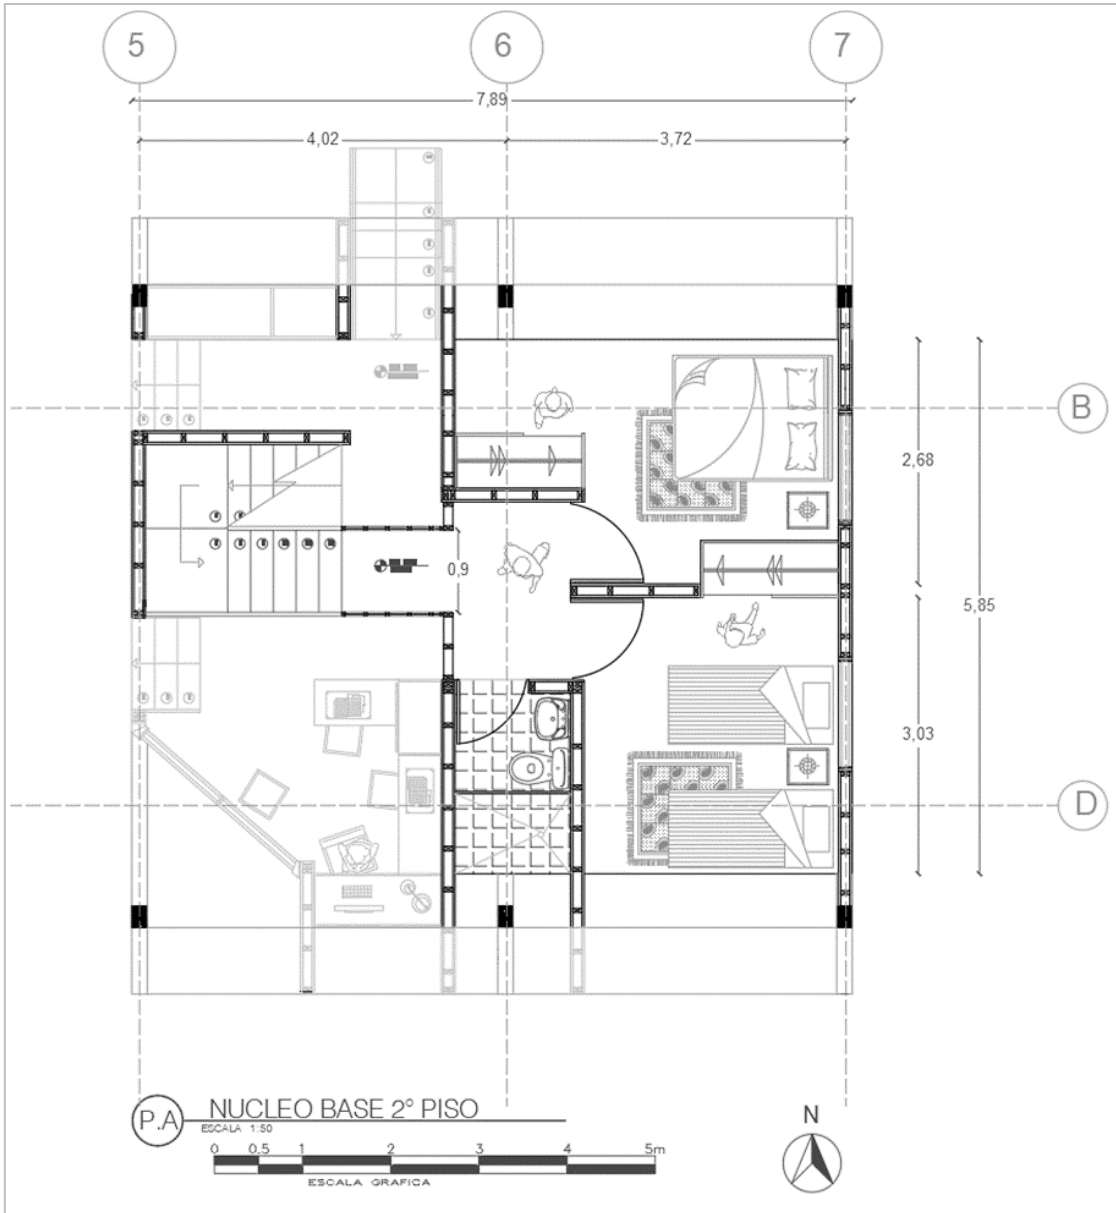 5 6 7
7,89
4,02 3,72
B
2,68
0,9
5,85
3,03
D
P.A NUCLEO BASE 2º PISO
ESCALA 1:50
N
0 0.5 1 2 3 4 5m
ESCALA GRAFICA